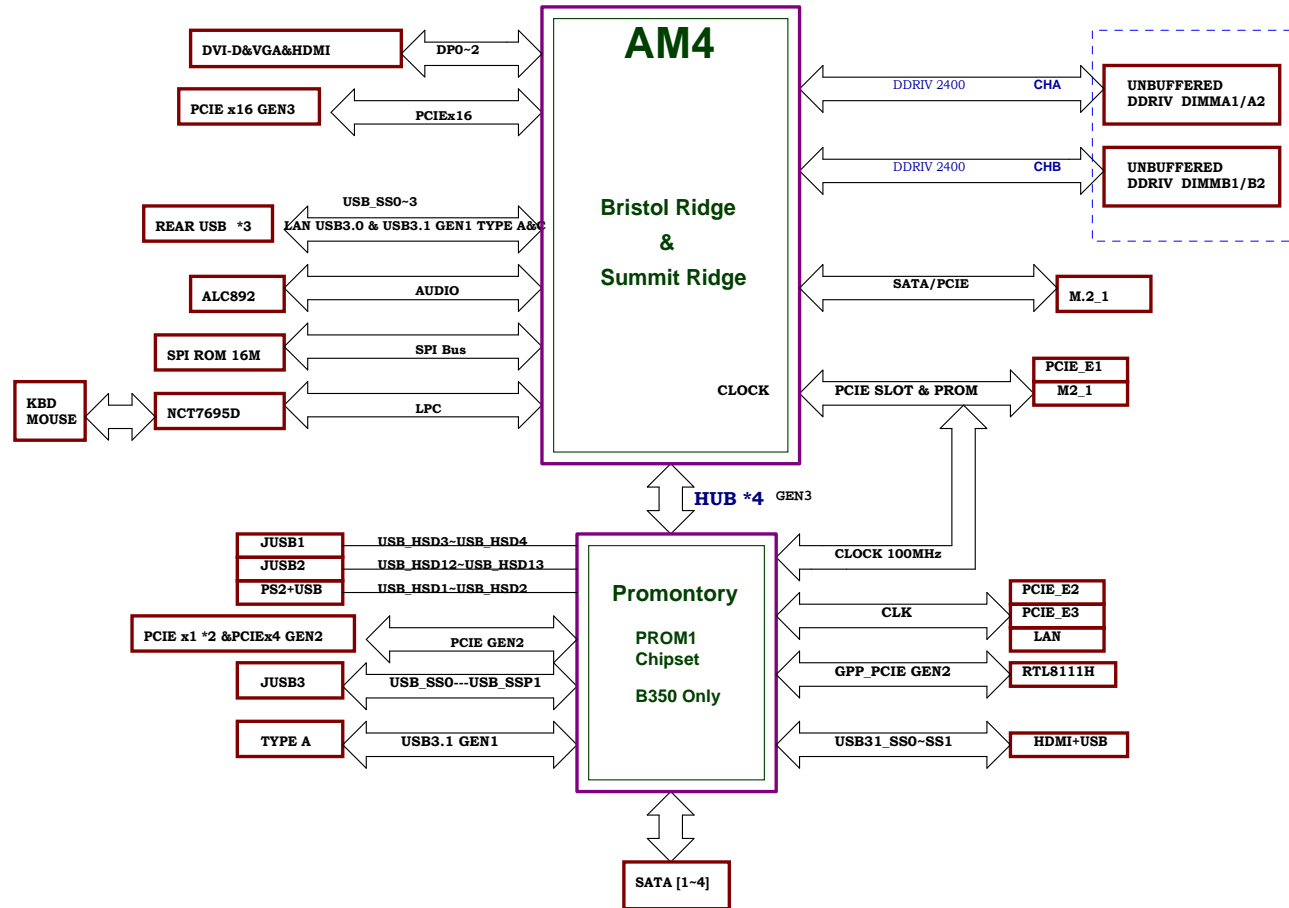 AM4
DVI-D&VGA&HDMI
DP0~2
PCIE x16 GEN3
PCIEx16
DDRIV 2400 CHA
UNBUFFERED
DDRIV DIMMA1/A2
DDRIV 2400 CHB
UNBUFFERED
DDRIV DIMMB1/B2
USB_SS0~3
REAR USB *3
LAN USB3.0 & USB3.1 GEN1 TYPE A&C
Bristol Ridge
&
Summit Ridge
ALC892
AUDIO
SATA/PCIE
M.2_1
SPI ROM 16M
SPI Bus
KBD
MOUSE
NCT7695D
LPC
CLOCK
PCIE SLOT & PROM
PCIE_E1
M2_1
HUB *4 GEN3
JUSB1
USB_HSD3~USB_HSD4
JUSB2
USB_HSD12~USB_HSD13
PS2+USB
USB_HSD1~USB_HSD2
CLOCK 100MHz
Promontory
PROM1
Chipset
B350 Only
CLK
PCIE_E2
PCIE_E3
LAN
PCIE x1 *2 &PCIEx4 GEN2
PCIE GEN2
JUSB3
USB_SS0---USB_SSP1
GPP_PCIE GEN2
RTL8111H
TYPE A
USB3.1 GEN1
USB31_SS0~SS1
HDMI+USB
SATA [1~4]